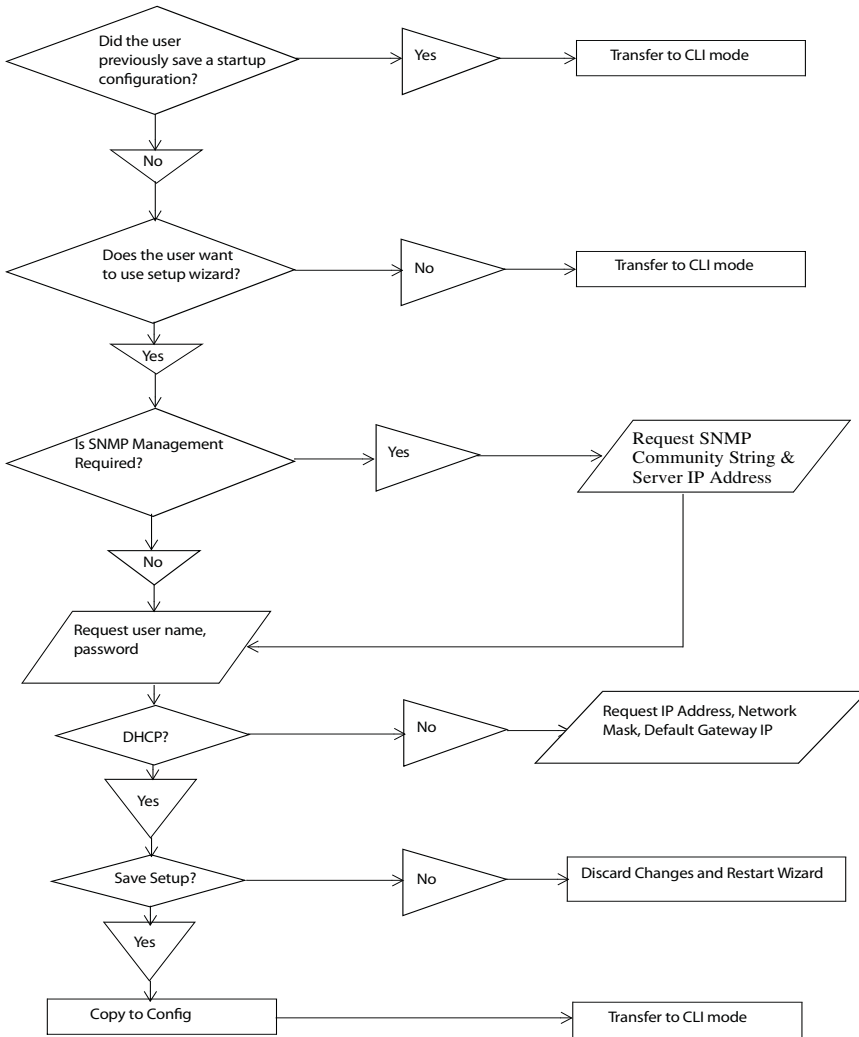 Did the user
previously save a startup
configuration?
Yes
Transfer to CLI mode
No
Does the user want
to use setup wizard?
No
Transfer to CLI mode
Yes
Is SNMP Management
Required?
Yes
Request SNMP
Community String &
Server IP Address
No
Request user name,
password
DHCP?
No
Request IP Address, Network
Mask, Default Gateway IP
Yes
Save Setup?
No
Discard Changes and Restart Wizard
Yes
Copy to Config
Transfer to CLI mode